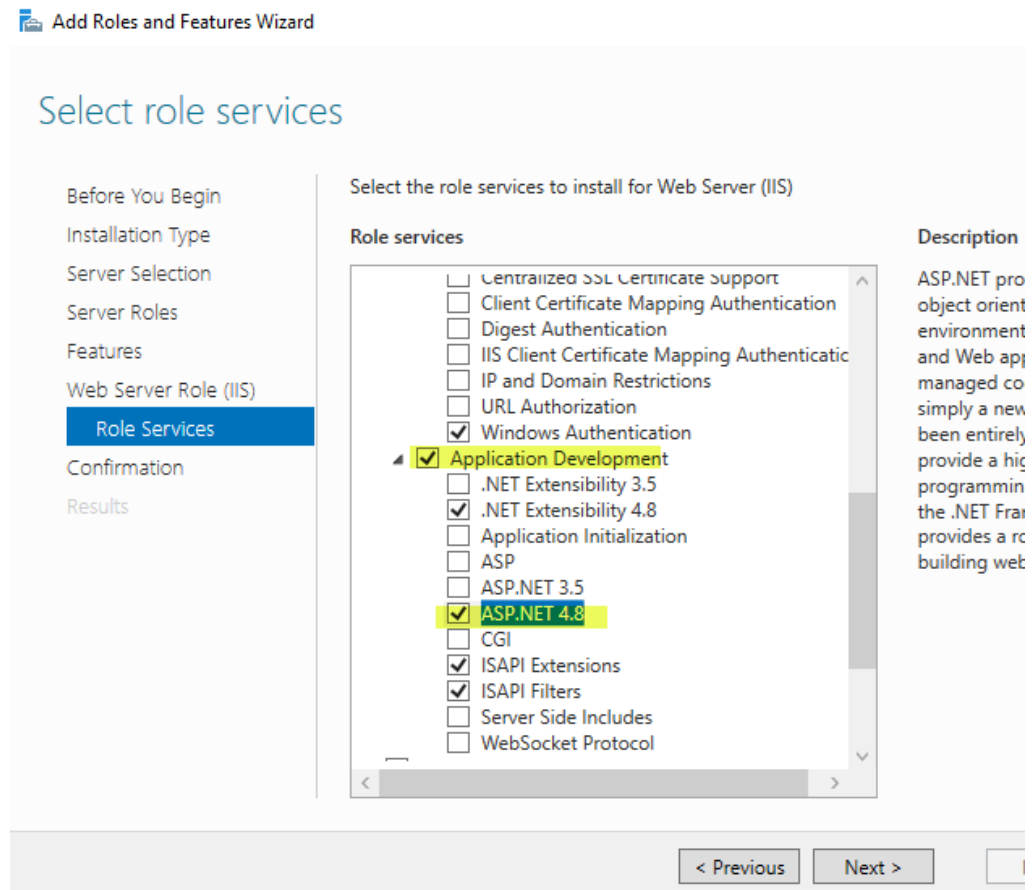 Add Roles and Features Wizard
Select role services
Before You Begin
Installation Type
Server Selection
Server Roles
Features
Web Server Role (IIS)
Role Services
Confirmation
Results
Select the role services to install for Web Server (IIS)
Role services
Centralized SSL Certificate Support
Client Certificate Mapping Authentication
Digest Authentication
IIS Client Certificate Mapping Authenticatic
IP and Domain Restrictions
URL Authorization
Windows Authentication
Application Development
.NET Extensibility 3.5
.NET Extensibility 4.8
Application Initialization
ASP
ASP.NET 3.5
ASP.NET 4.8
CGI
ISAPI Extensions
ISAPI Filters
Server Side Includes
WebSocket Protocol
Description
ASP.NET pro
object orient
environment
and Web app
managed co
simply a new
been entirely
provide a hig
programmin
the .NET Fran
provides a ro
building web
< Previous
Next >